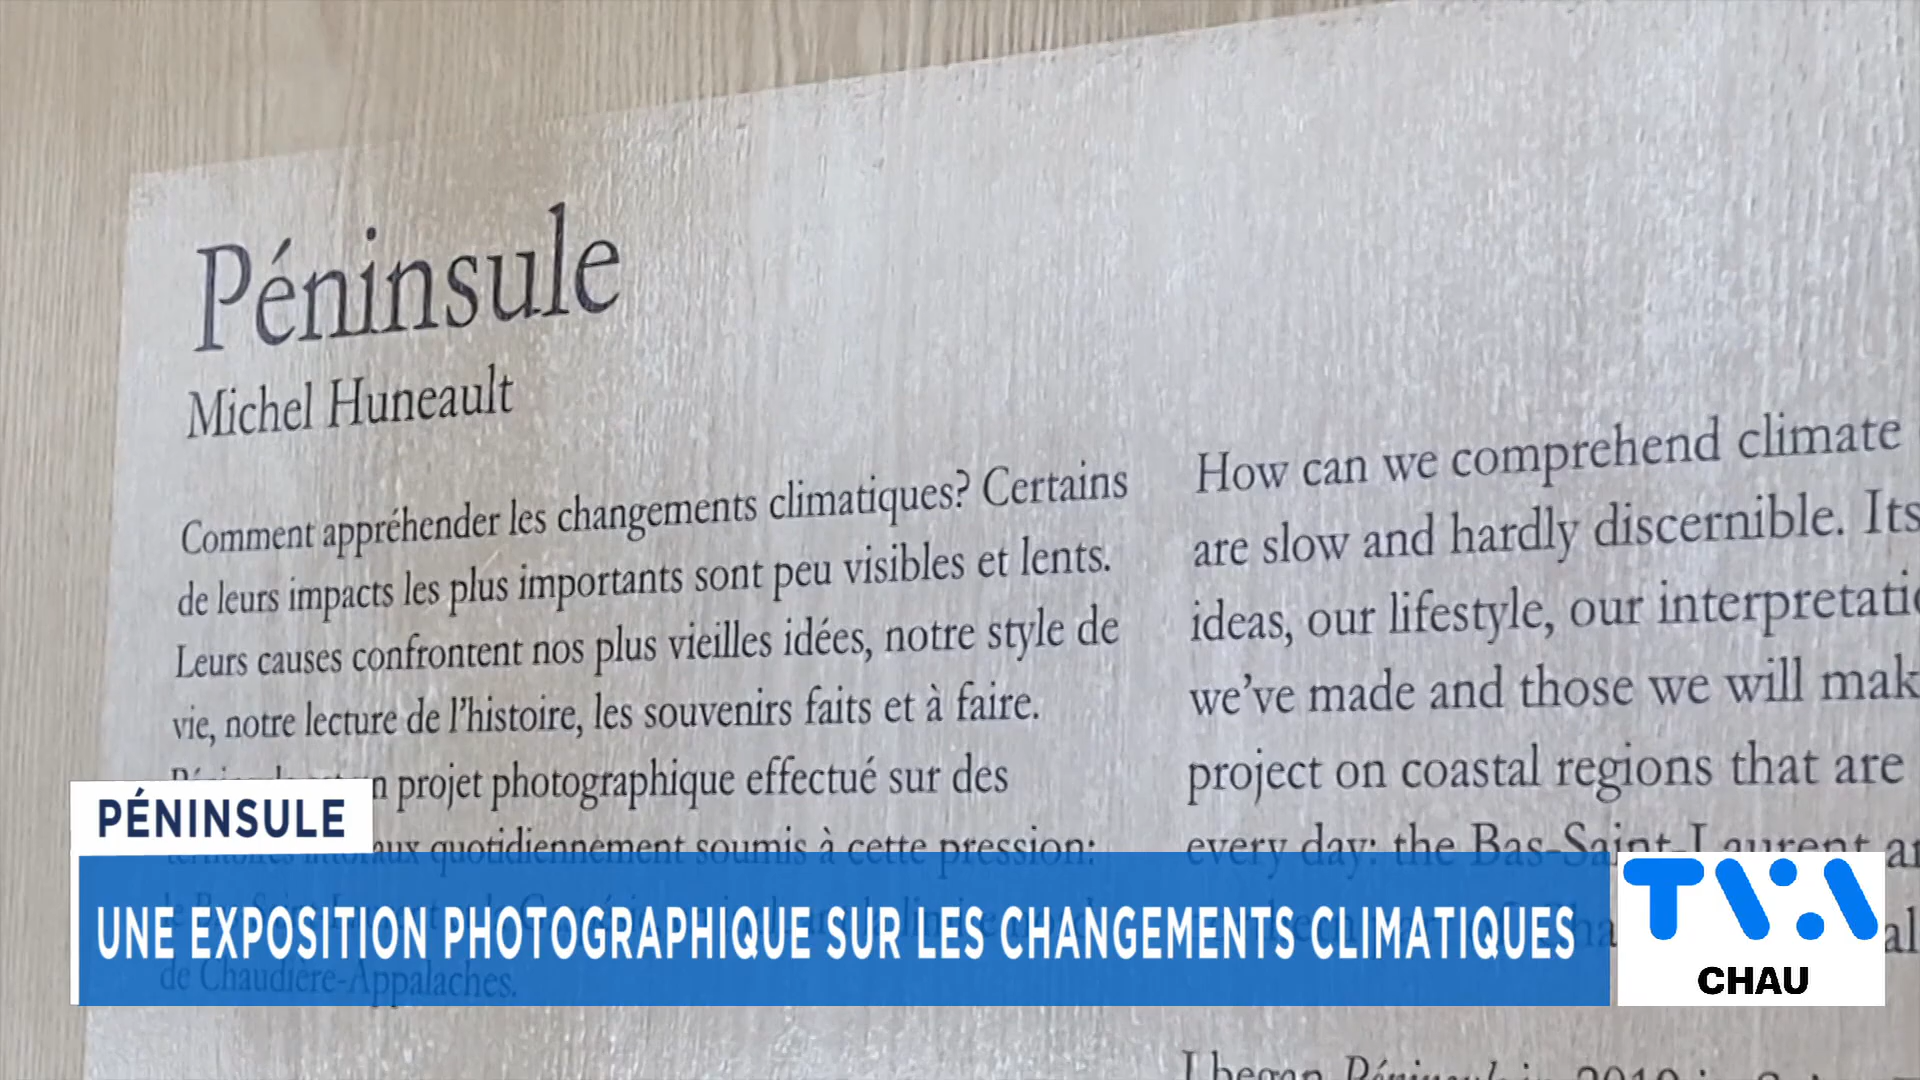 Péninsule
Michel Huneault
Comment appréhender les changements climatiques? Certains
de leurs impacts les plus importants sont peu visibles et lents.
Leurs causes confrontent nos plus vieilles idées, notre style de
vie, notre lecture de l'histoire, les souvenirs faits et à faire.
projet photographique effectué sur des
quotidiennement soumis à cette pression:
de Chaudière-Appalaches.
How can we comprehend climate
are slow and hardly discernible. Its
ideas, our lifestyle, our
we've made and those we will
project on coastal regions that are
every day: the Bas-Saint-Laurent
I began Péninsule in 2019
PÉNINSULE
UNE EXPOSITION PHOTOGRAPHIQUE SUR LES CHANGEMENTS CLIMATIQUES
TVA
CHAU